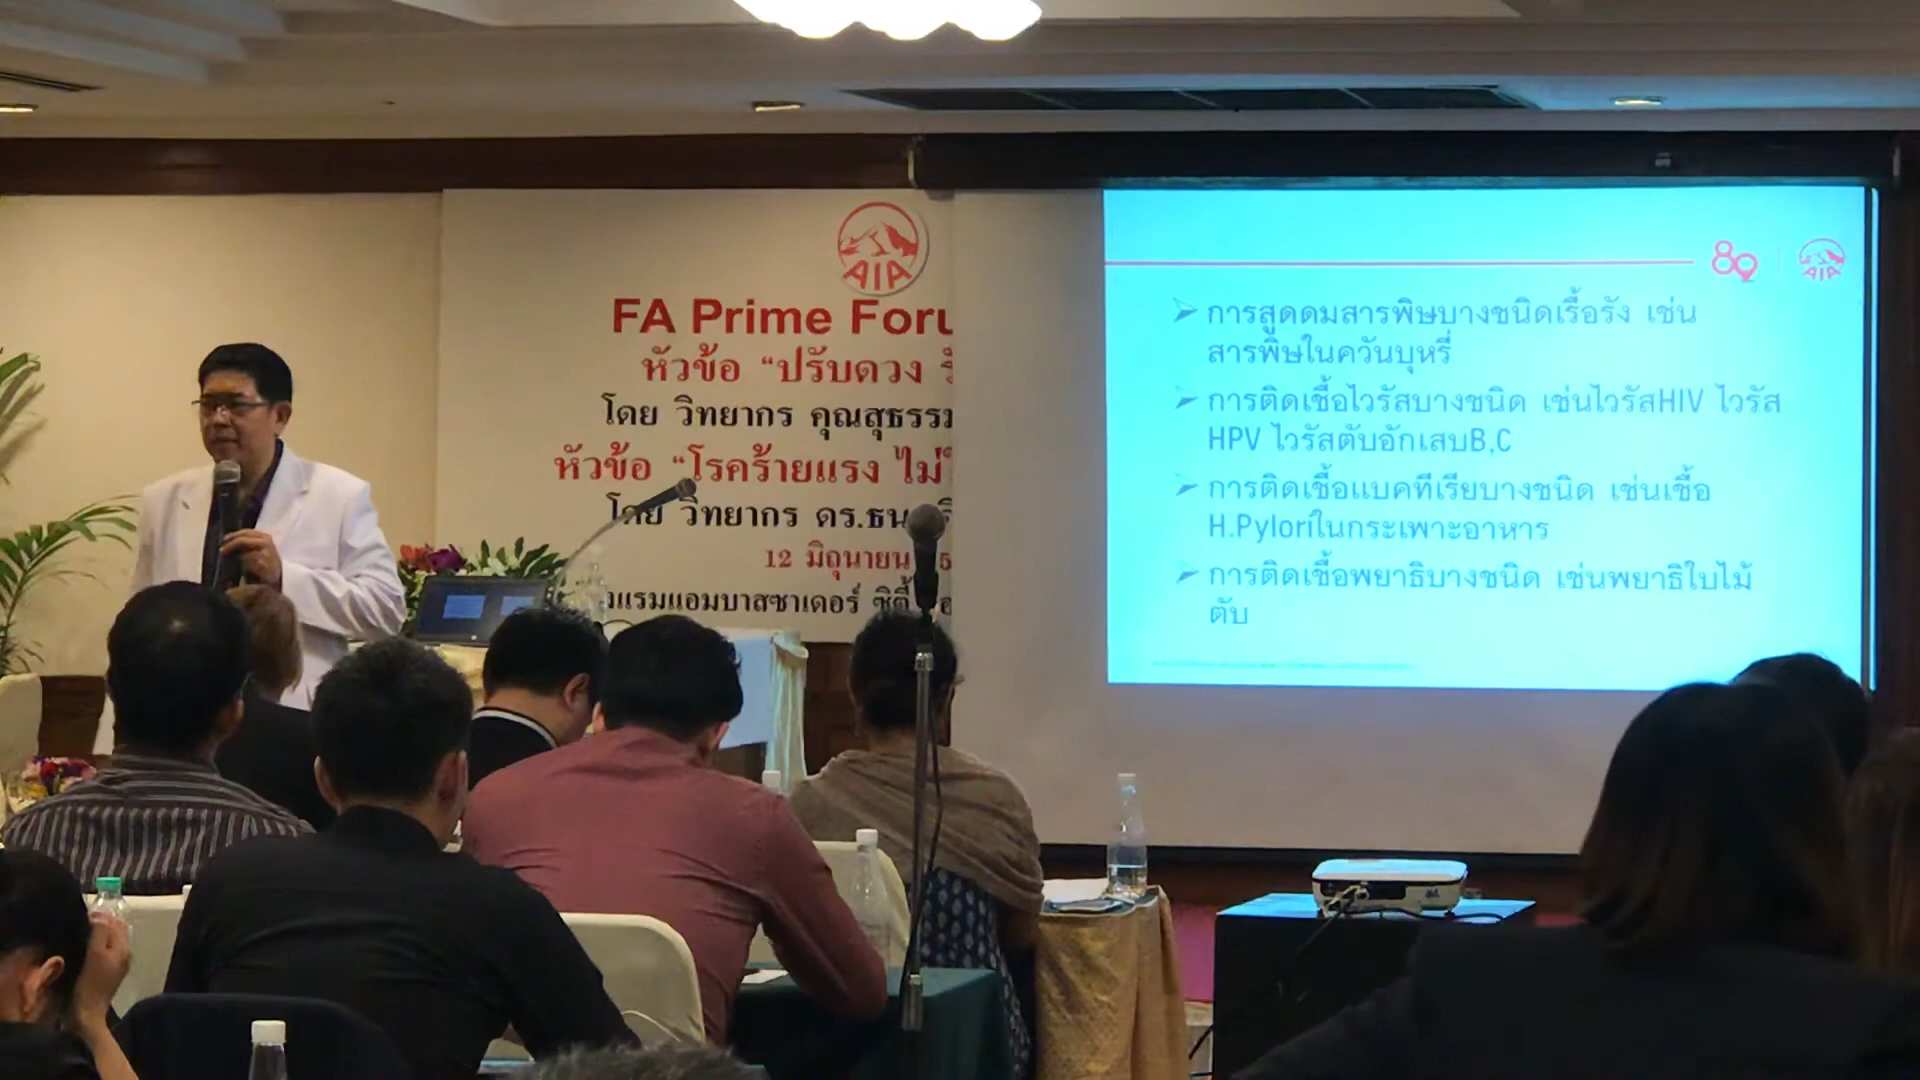 AIA
FA Prime
หัวข้อ “ปรับดวง
โดย วิทยากร คุณสุธรรม
หัวข้อ “โรคร้ายแรง
โดย วิทยากร ดร.
12 มิถุนายน
แอมบาสซาเดอร์ ซิตี้
AIA
➢ การสูดดมสารพิษบางชนิดเรื้อรัง เช่น
สารพิษในควันบุหรี่
➢ การติดเชื้อไวรัสบางชนิด เช่นไวรัสHIV ไวรัส
HPV ไวรัสตับอักเสบB,C
➢ การติดเชื้อแบคทีเรียบางชนิด เช่นเชื้อ
H.Pyloriในกระเพาะอาหาร
➢ การติดเชื้อพยาธิบางชนิด เช่นพยาธิใบไม้
ตับ